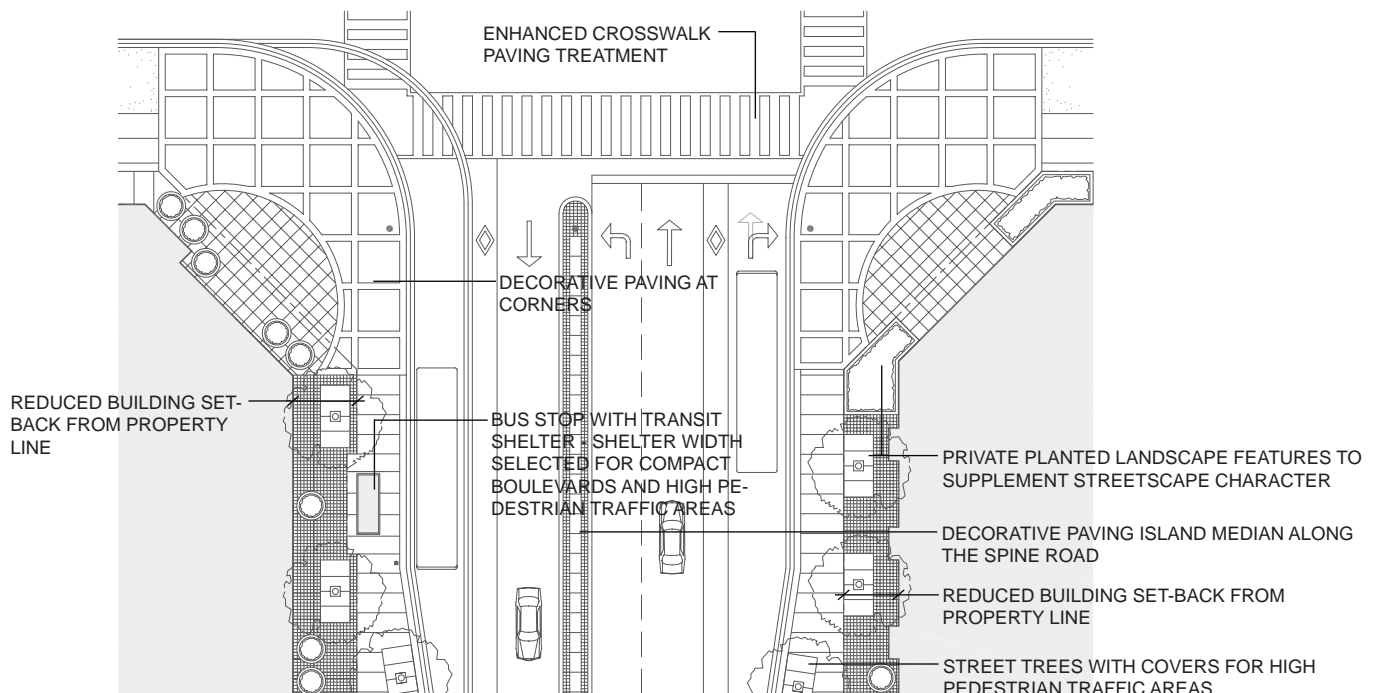 ENHANCED CROSSWALK
PAVING TREATMENT
DECORATIVE PAVING AT
CORNERS
REDUCED BUILDING SET-
BACK FROM PROPERTY
LINE
BUS STOP WITH TRANSIT
SHELTER - SHELTER WIDTH
SELECTED FOR COMPACT
BOULEVARDS AND HIGH PE-
DESTRIAN TRAFFIC AREAS
PRIVATE PLANTED LANDSCAPE FEATURES TO
SUPPLEMENT STREETSCAPE CHARACTER
DECORATIVE PAVING ISLAND MEDIAN ALONG
THE SPINE ROAD
REDUCED BUILDING SET-BACK FROM
PROPERTY LINE
STREET TREES WITH COVERS FOR HIGH
PEDESTRIAN TRAFFIC AREAS